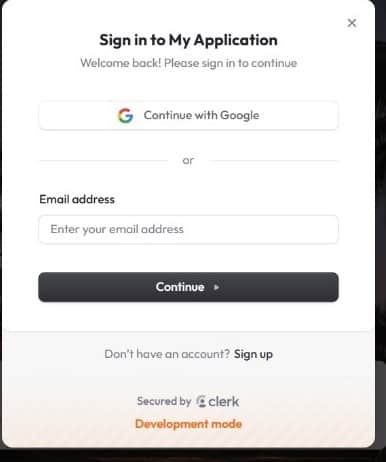 Sign in to My Application
Welcome back! Please sign in to continue
Continue with Google
or
Email address
Enter your email address
Continue
Don't have an account? Sign up
Secured by clerk
Development mode